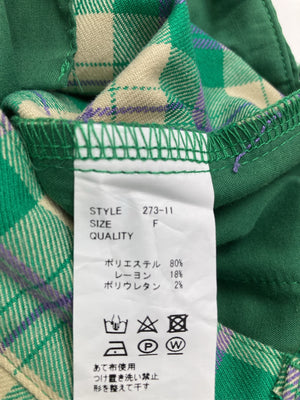 STYLE 273-11
SIZE F
QUALITY
ポリエステル 80%
レーヨン 18%
ポリウレタン 2%
P W
あて布使用
つけ置き洗い禁止
形を整えて干す